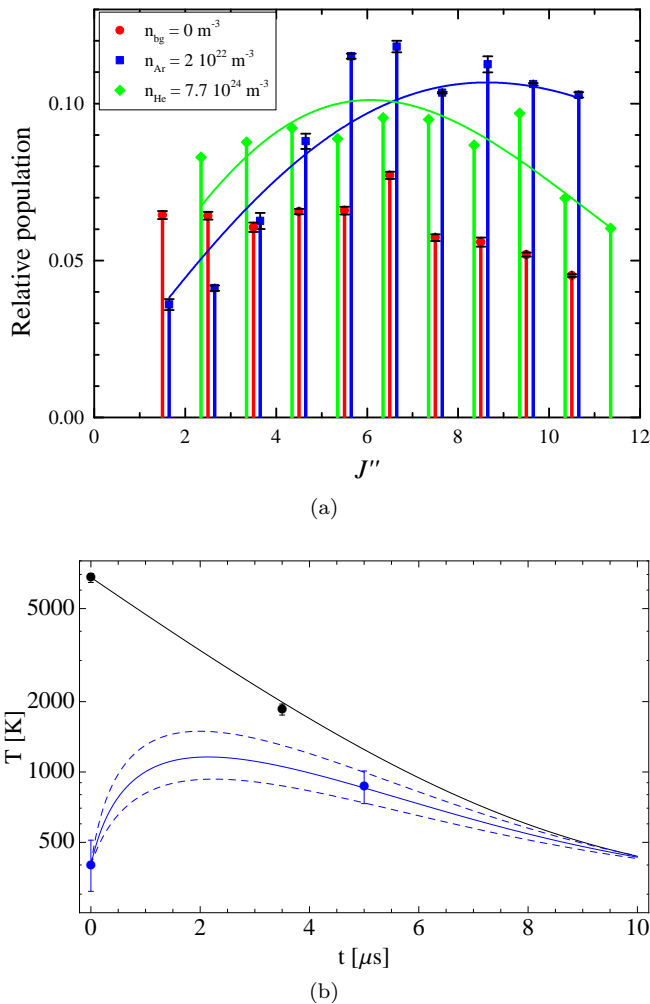 n_bg = 0 m^-3
n_Ar = 2 10^22 m^-3
n_He = 7.7 10^24 m^-3
Relative population
0.10
0.05
0.00
0 2 4 6 8 10 12
J''
(a)
T [K]
5000
2000
1000
500
0 2 4 6 8 10
t [μs]
(b)